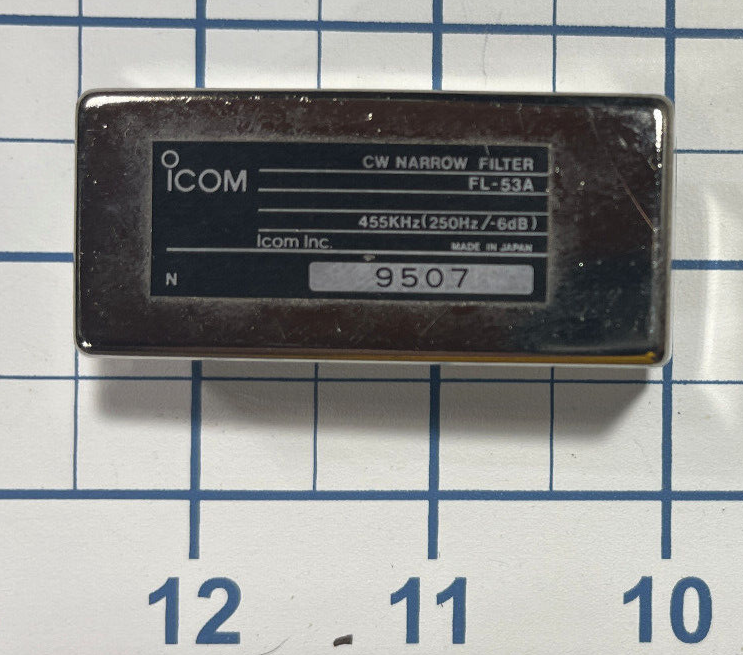 ICOM
CW NARROW FILTER
FL-53A
455KHz(250Hz/-6dB)
Icom Inc. MADE IN JAPAN
N 9507
12 11 10